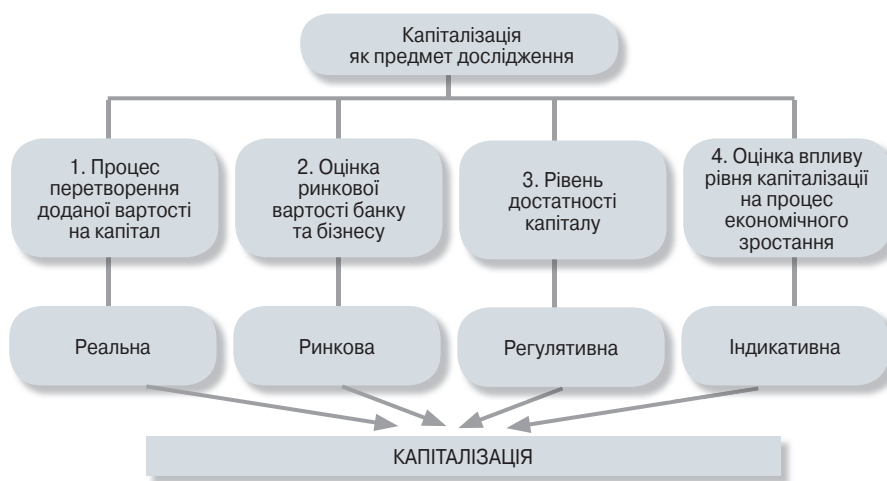 Капіталізація
як предмет дослідження
1. Процес
перетворення
доданої вартості
на капітал
2. Оцінка
ринкової
вартості банку
та бізнесу
3. Рівень
достатності
капіталу
4. Оцінка впливу
рівня капіталізації
на процес
економічного
зростання
Реальна
Ринкова
Регулятивна
Індикативна
КАПІТАЛІЗАЦІЯ